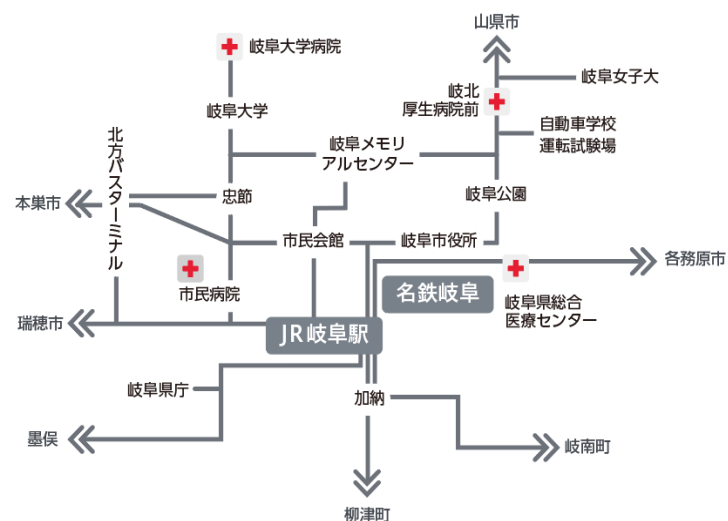 山県市
岐阜大学病院
岐阜女子大
岐北
厚生病院前
岐阜大学
自動車学校
運転試験場
北方バスターミナル
岐阜メモリ
アルセンター
忠節
岐阜公園
本巣市
市民会館
岐阜市役所
各務原市
市民病院
名鉄岐阜
岐阜県総合
医療センター
瑞穂市
JR岐阜駅
岐阜県庁
加納
墨俣
岐南町
柳津町